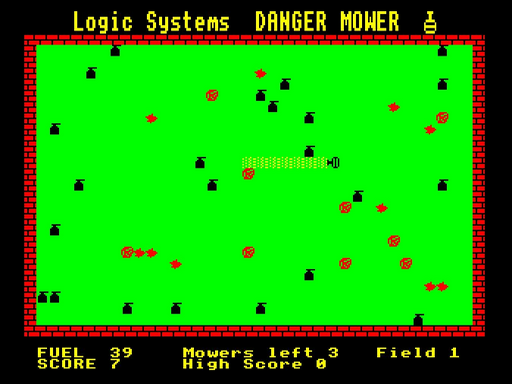 Logic Systems DANGER MOWER
FUEL 39 Mowers left 3 Field 1
SCORE 7 High Score 0